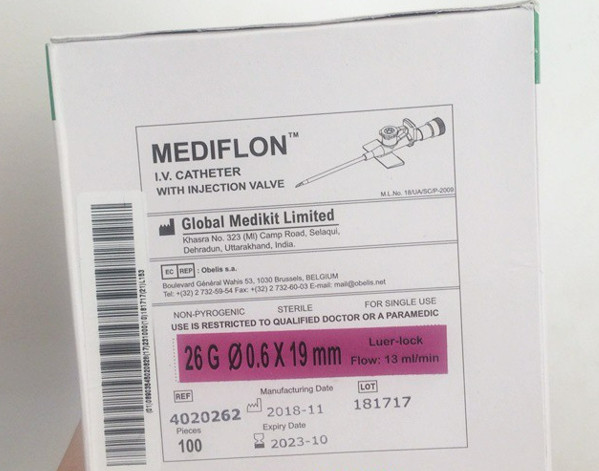 MEDIFLON™
I.V. CATHETER
WITH INJECTION VALVE
M.L.No. 18/UA/SC/P-2009
Global Medikit Limited
Khasra No. 323 (MI) Camp Road, Selaqui,
Dehradun, Uttarakhand, India.
EC REP : Obelis s.a.
Boulevard Général Wahis 53, 1030 Brussels, BELGIUM
Tel: +(32) 2 732-59-54 Fax: +(32) 2 732-60-03 E-mail: mail@obelis.net
NON-PYROGENIC STERILE FOR SINGLE USE
USE IS RESTRICTED TO QUALIFIED DOCTOR OR A PARAMEDIC
26 G Ø 0.6 X 19 mm Luer-lock
Flow: 13 ml/min
REF Manufacturing Date LOT
4020262 2018-11 181717
Pieces Expiry Date
100 2023-10